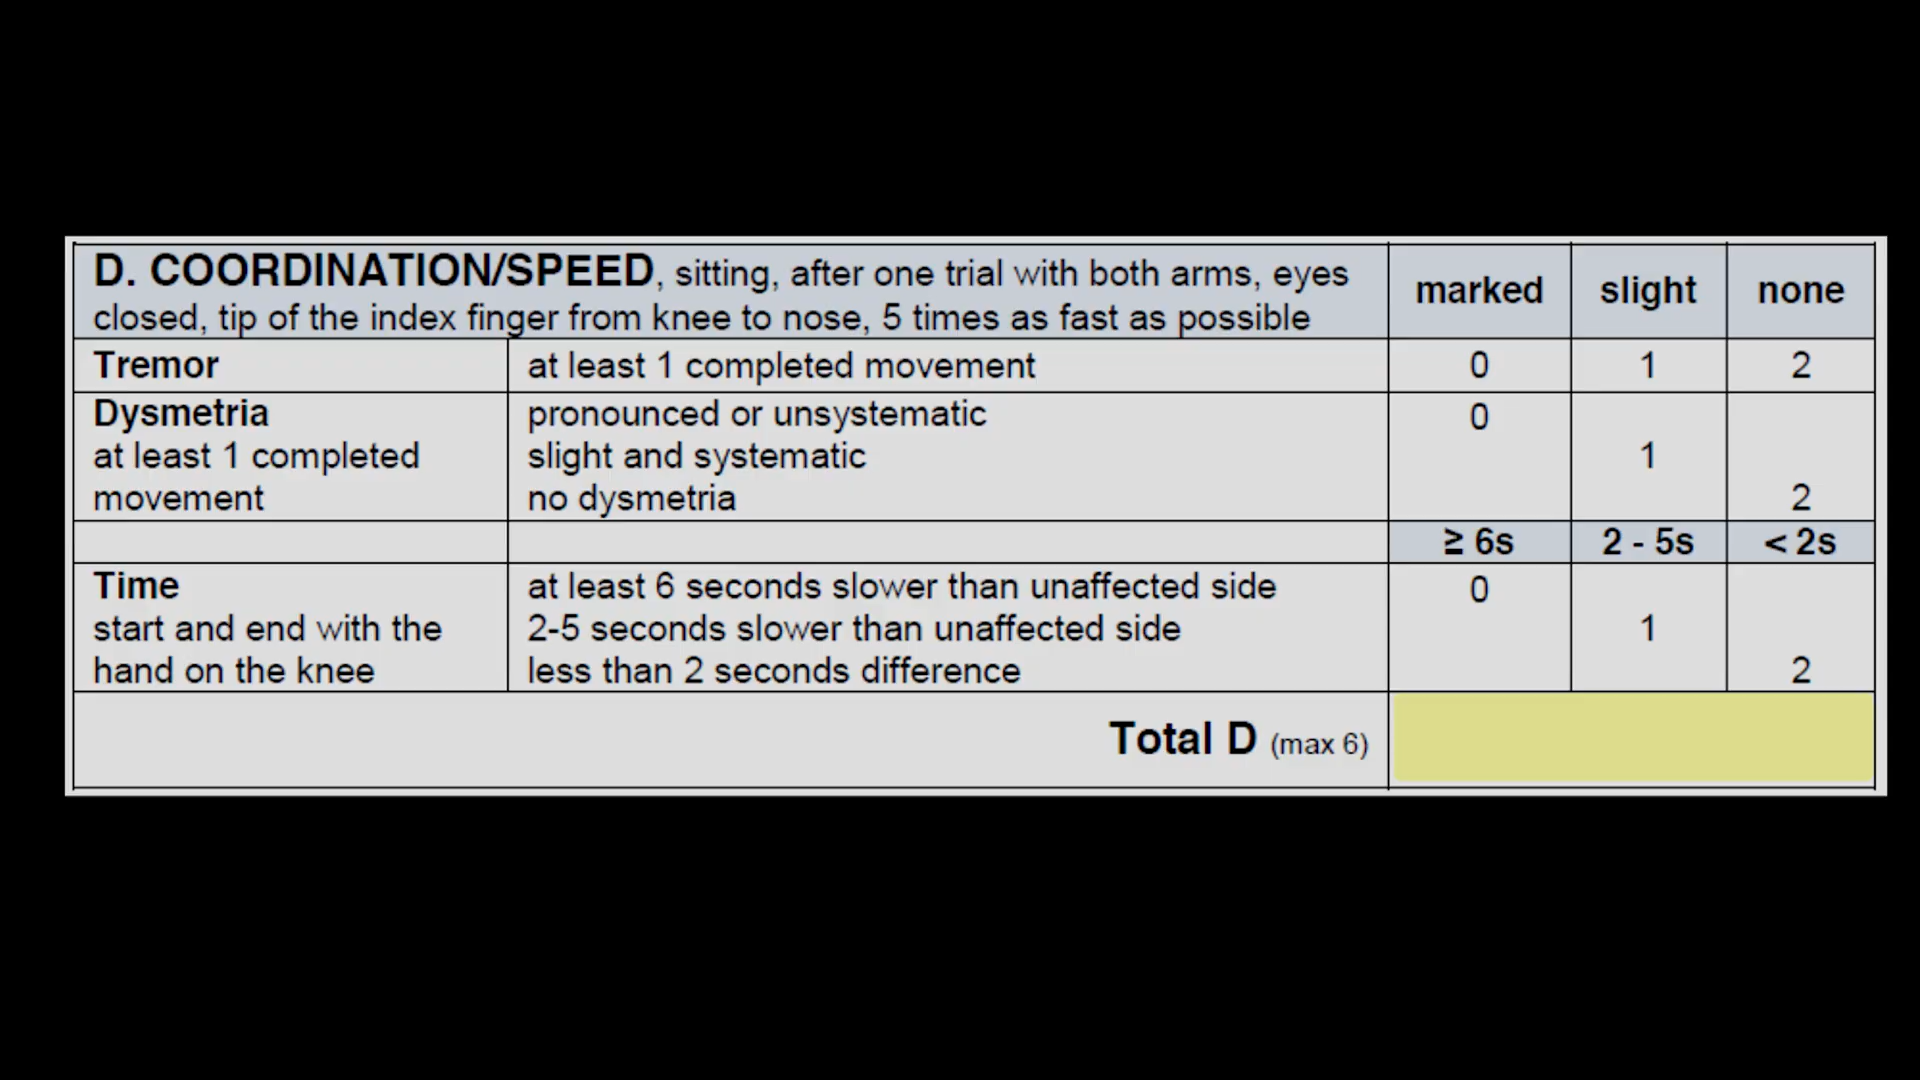 D. COORDINATION/SPEED, sitting, after one trial with both arms, eyes
closed, tip of the index finger from knee to nose, 5 times as fast as possible
marked slight none
Tremor at least 1 completed movement 0 1 2
Dysmetria pronounced or unsystematic 0
at least 1 completed slight and systematic 1
movement no dysmetria 2
≥ 6s 2 - 5s < 2s
Time at least 6 seconds slower than unaffected side 0
start and end with the 2-5 seconds slower than unaffected side 1
hand on the knee less than 2 seconds difference 2
Total D (max 6)